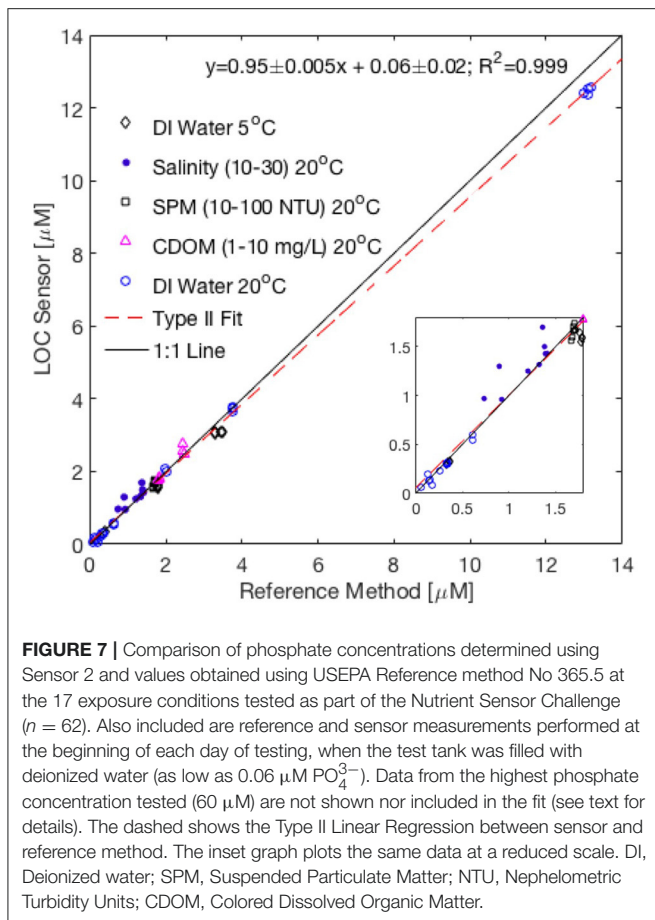 14
12
10
8
6
4
2
0
LOC Sensor [μM]
y=0.95±0.005x + 0.06±0.02; R²=0.999
DI Water 5°C
Salinity (10-30) 20°C
SPM (10-100 NTU) 20°C
CDOM (1-10 mg/L) 20°C
DI Water 20°C
Type II Fit
1:1 Line
1.5
1
0.5
0
0 0.5 1 1.5
0 2 4 6 8 10 12 14
Reference Method [μM]
FIGURE 7 | Comparison of phosphate concentrations determined using
Sensor 2 and values obtained using USEPA Reference method No 365.5 at
the 17 exposure conditions tested as part of the Nutrient Sensor Challenge
(n = 62). Also included are reference and sensor measurements performed at
the beginning of each day of testing, when the test tank was filled with
deionized water (as low as 0.06 μM PO₄³⁻). Data from the highest phosphate
concentration tested (60 μM) are not shown nor included in the fit (see text for
details). The dashed shows the Type II Linear Regression between sensor and
reference method. The inset graph plots the same data at a reduced scale. DI,
Deionized water; SPM, Suspended Particulate Matter; NTU, Nephelometric
Turbidity Units; CDOM, Colored Dissolved Organic Matter.